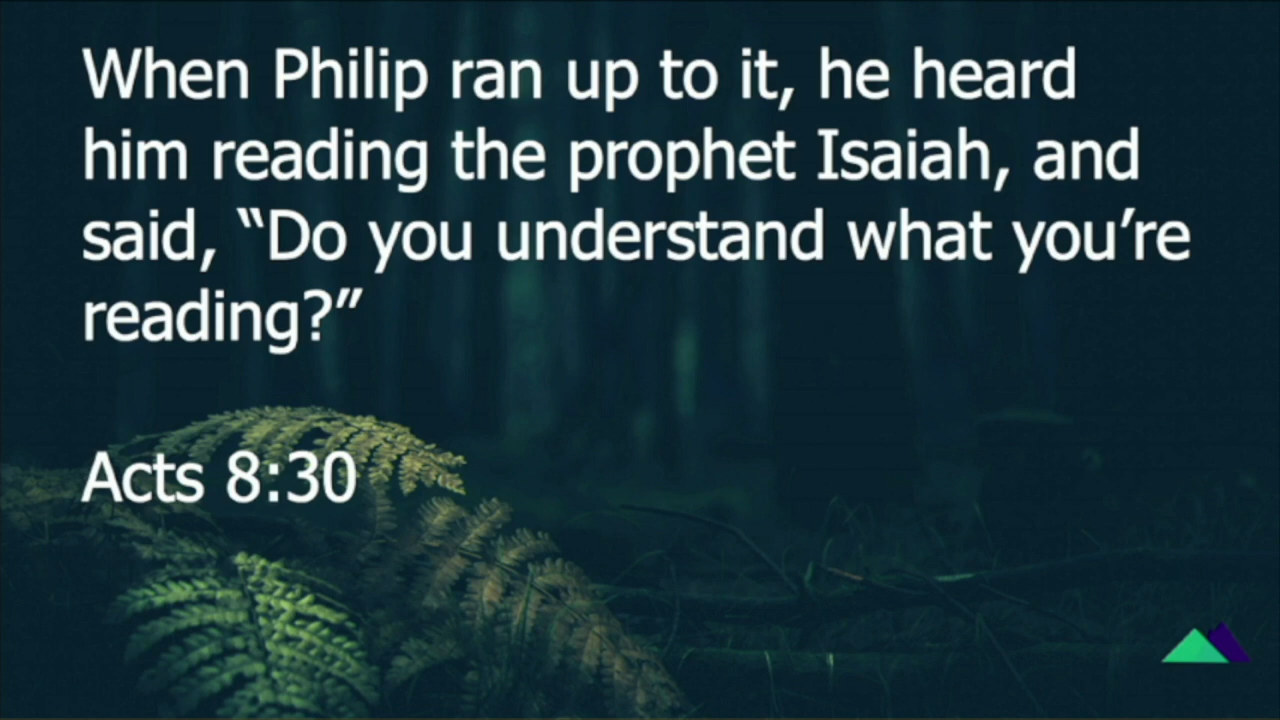 When Philip ran up to it, he heard
him reading the prophet Isaiah, and
said, “Do you understand what you’re
reading?”
Acts 8:30